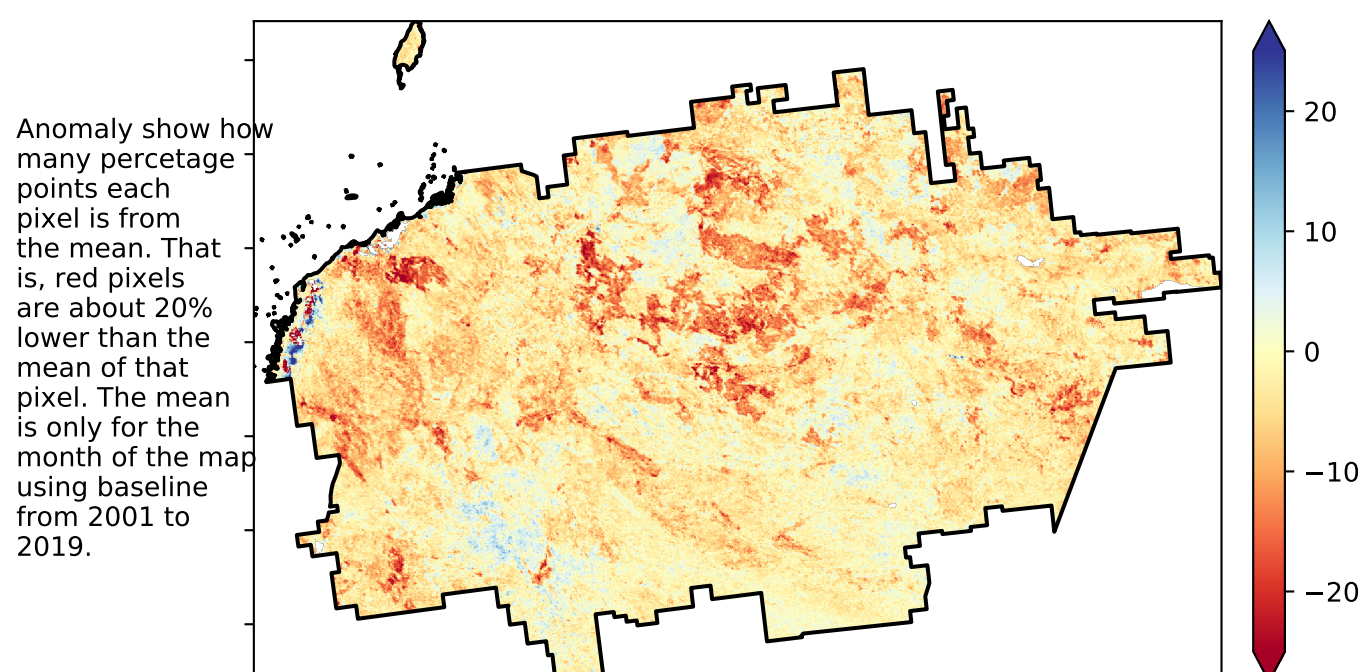 Anomaly show how
many percetage
points each
pixel is from
the mean. That
is, red pixels
are about 20%
lower than the
mean of that
pixel. The mean
is only for the
month of the map
using baseline
from 2001 to
2019.
20
10
0
−10
−20